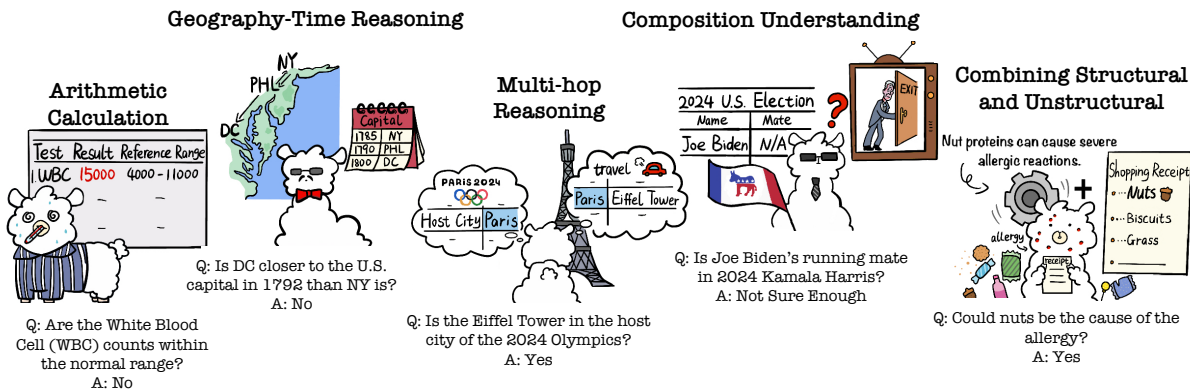 Geography-Time Reasoning
Composition Understanding
Arithmetic
Calculation
Test Result Reference Range
1.WBC 15000 4000-11000
NY
PHL
DC
Capital
1785 NY
1790 PHL
1800 DC
Multi-hop
Reasoning
PARIS2024
Host City Paris
travel
Paris Eiffel Tower
2024 U.S. Election
Name Mate
Joe Biden N/A
?
EXIT
Combining Structural
and Unstructural
Nut proteins can cause severe
allergic reactions.
+
Shopping Receipt
Nuts
Biscuits
Grass
allergy
receipt
Q: Are the White Blood
Cell (WBC) counts within
the normal range?
A: No
Q: Is DC closer to the U.S.
capital in 1792 than NY is?
A: No
Q: Is the Eiffel Tower in the host
city of the 2024 Olympics?
A: Yes
Q: Is Joe Biden's running mate
in 2024 Kamala Harris?
A: Not Sure Enough
Q: Could nuts be the cause of the
allergy?
A: Yes